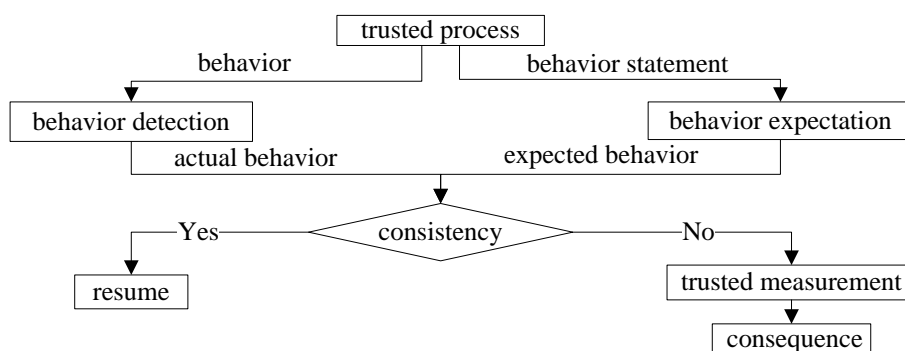 trusted process
behavior
behavior statement
behavior detection
behavior expectation
actual behavior
expected behavior
consistency
Yes
No
resume
trusted measurement
consequence